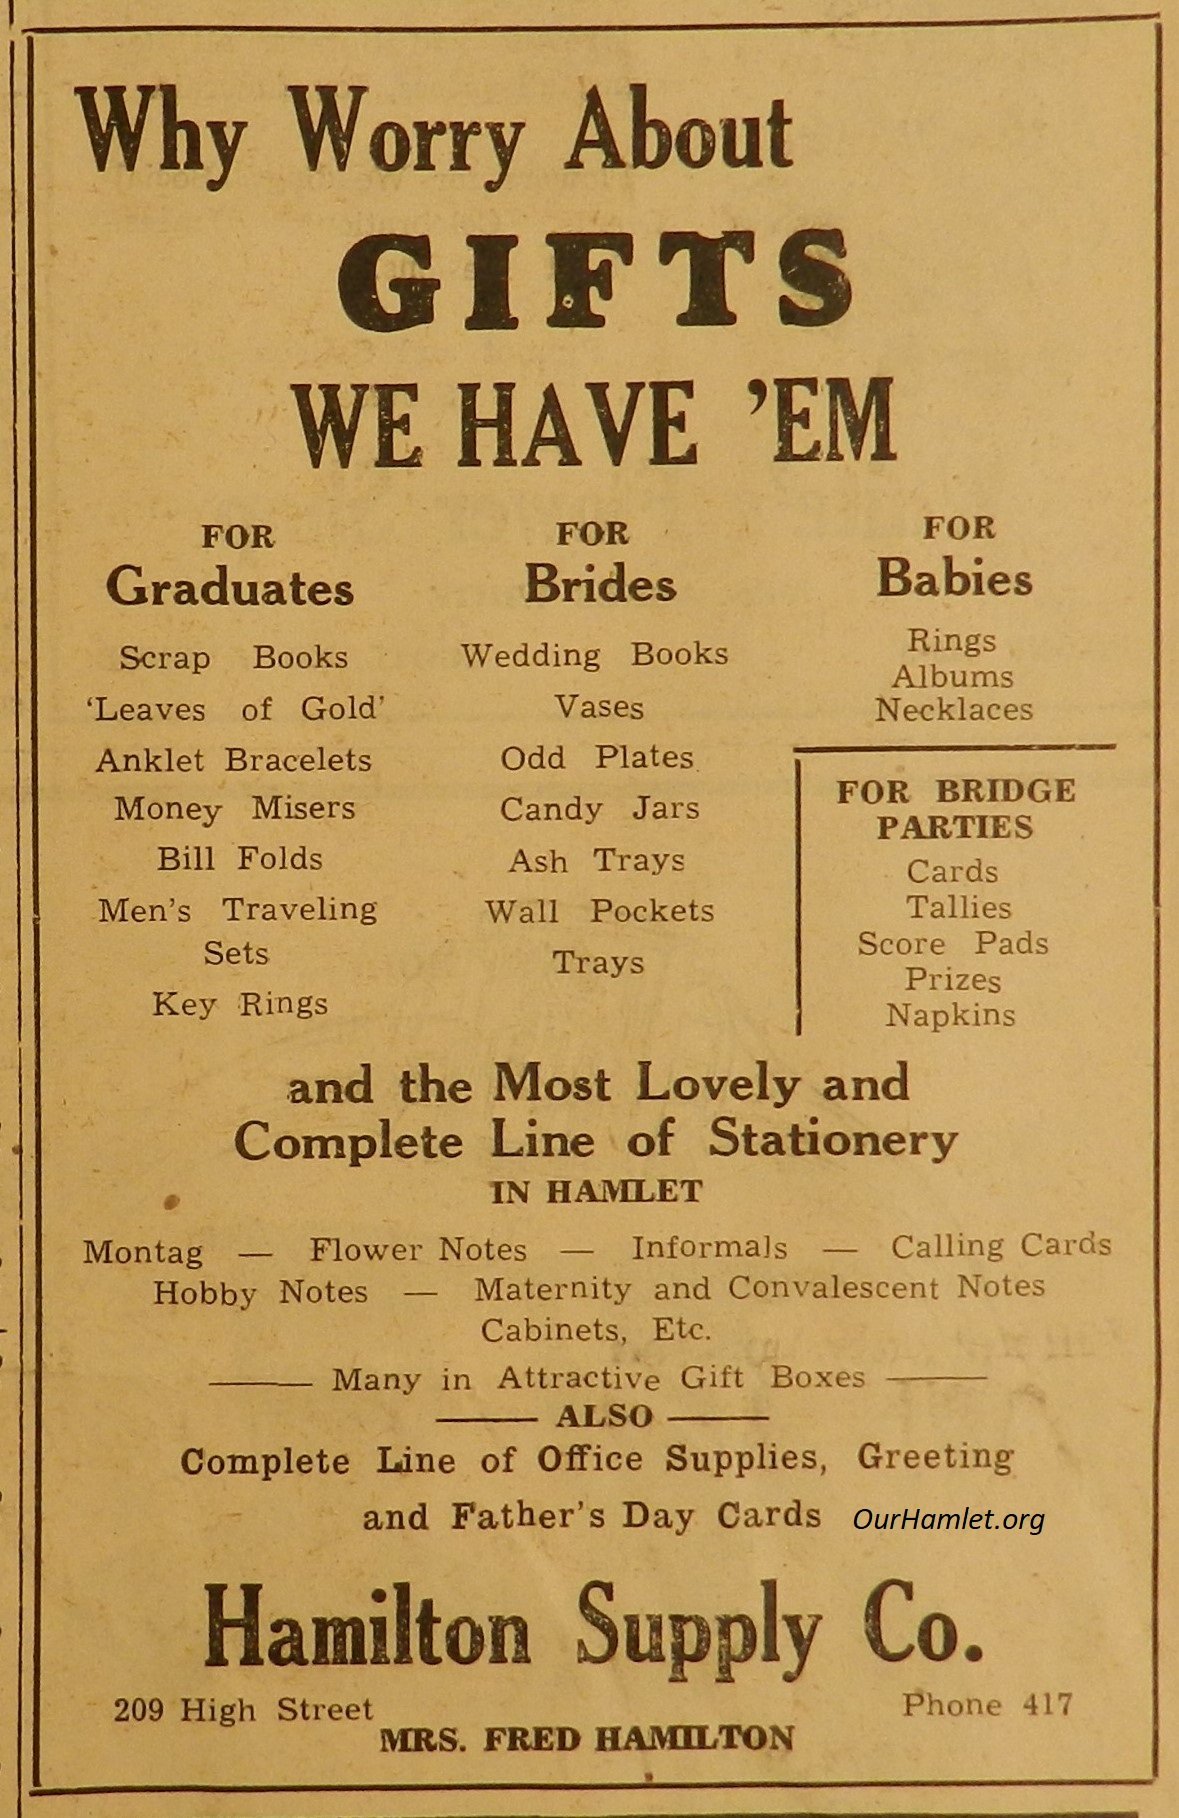 Why Worry About
GIFTS
WE HAVE 'EM
FOR
Graduates
Scrap Books
'Leaves of Gold'
Anklet Bracelets
Money Misers
Bill Folds
Men's Traveling
Sets
Key Rings
FOR
Brides
Wedding Books
Vases
Odd Plates
Candy Jars
Ash Trays
Wall Pockets
Trays
FOR
Babies
Rings
Albums
Necklaces
FOR BRIDGE
PARTIES
Cards
Tallies
Score Pads
Prizes
Napkins
and the Most Lovely and
Complete Line of Stationery
IN HAMLET
Montag — Flower Notes — Informals — Calling Cards
Hobby Notes — Maternity and Convalescent Notes
Cabinets, Etc.
—— Many in Attractive Gift Boxes ——
—— ALSO ——
Complete Line of Office Supplies, Greeting
and Father's Day Cards OurHamlet.org
Hamilton Supply Co.
209 High Street Phone 417
MRS. FRED HAMILTON